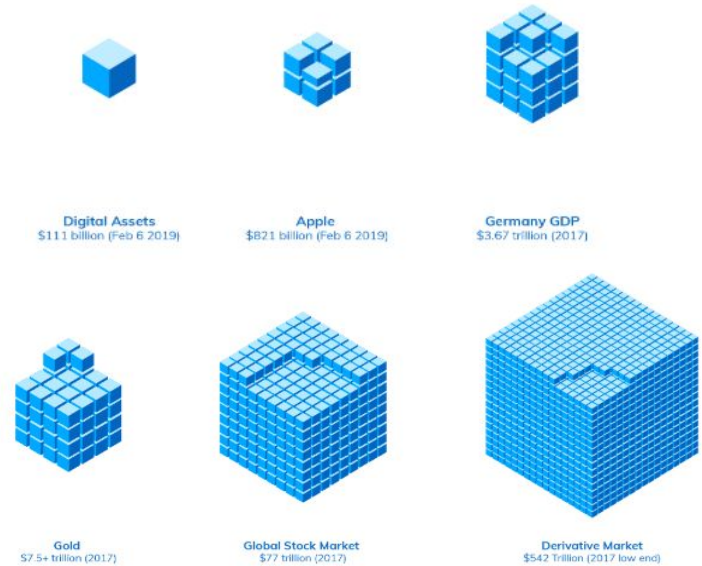 Digital Assets
$111 billion (Feb 6 2019)
Apple
$821 billion (Feb 6 2019)
Germany GDP
$3.67 trillion (2017)
Gold
$7.5+ trillion (2017)
Global Stock Market
$77 trillion (2017)
Derivative Market
$542 Trillion (2017 low end)